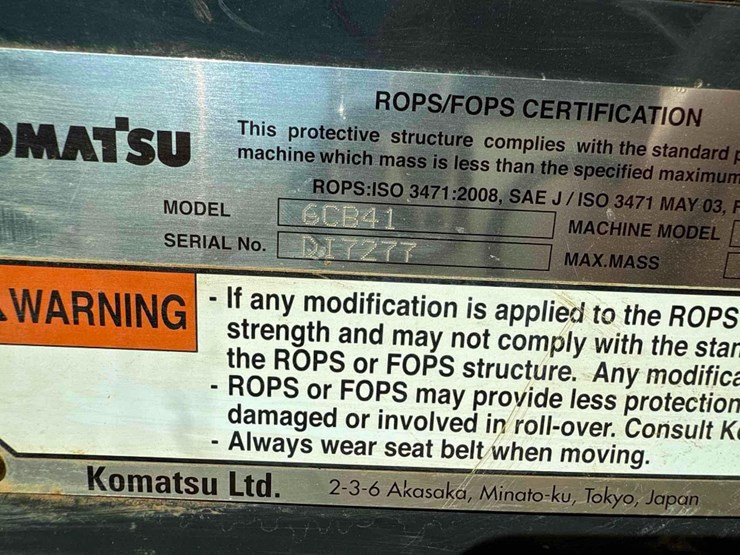 ROPS/FOPS CERTIFICATION
OMATSU
This protective structure complies with the standard
machine which mass is less than the specified maximum
ROPS:ISO 3471:2008, SAE J / ISO 3471 MAY 03, F
MODEL 6CB41 MACHINE MODEL
SERIAL No. DI7277 MAX.MASS
WARNING
- If any modification is applied to the ROPS
strength and may not comply with the stan
the ROPS or FOPS structure. Any modifica
- ROPS or FOPS may provide less protection
damaged or involved in roll-over. Consult Ko
- Always wear seat belt when moving.
Komatsu Ltd. 2-3-6 Akasaka, Minato-ku, Tokyo, Japan